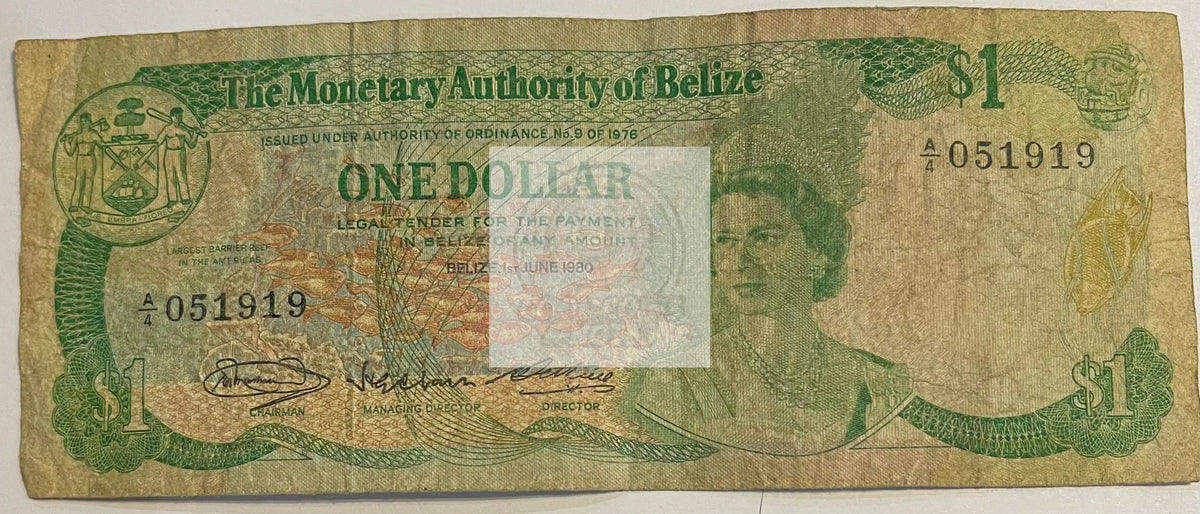 The Monetary Authority of Belize
$1
ISSUED UNDER AUTHORITY OF ORDINANCE, No. 9 OF 1976
A/4 051919
ONE DOLLAR
LEGAL TENDER FOR THE PAYMENT
IN BELIZE OF ANY AMOUNT
LARGEST BARRIER REEF
IN THE AMERICAS
BELIZE, 1ST JUNE 1980
A/4 051919
CHAIRMAN
MANAGING DIRECTOR
DIRECTOR
$1
$1